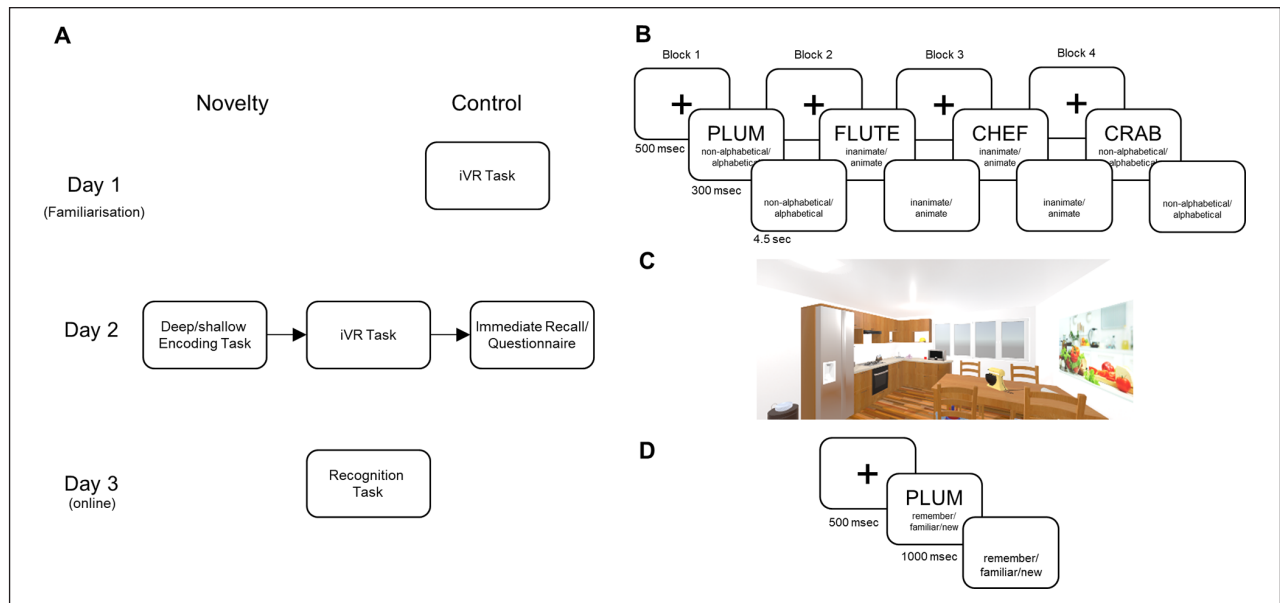 A
Novelty
Control
iVR Task
Day 1
(Familiarisation)
Day 2
Deep/shallow
Encoding Task
iVR Task
Immediate Recall/
Questionnaire
Day 3
(online)
Recognition
Task
B
Block 1
Block 2
Block 3
Block 4
+
+
+
+
500 msec
PLUM
non-alphabetical/
alphabetical/
FLUTE
inanimate/
animate
CHEF
inanimate/
animate
CRAB
non-alphabetical/
alphabetical/
300 msec
non-alphabetical/
alphabetical
inanimate/
animate
inanimate/
animate
non-alphabetical/
alphabetical
4.5 sec
C
D
+
500 msec
PLUM
remember/
familiar/new
1000 msec
remember/
familiar/new